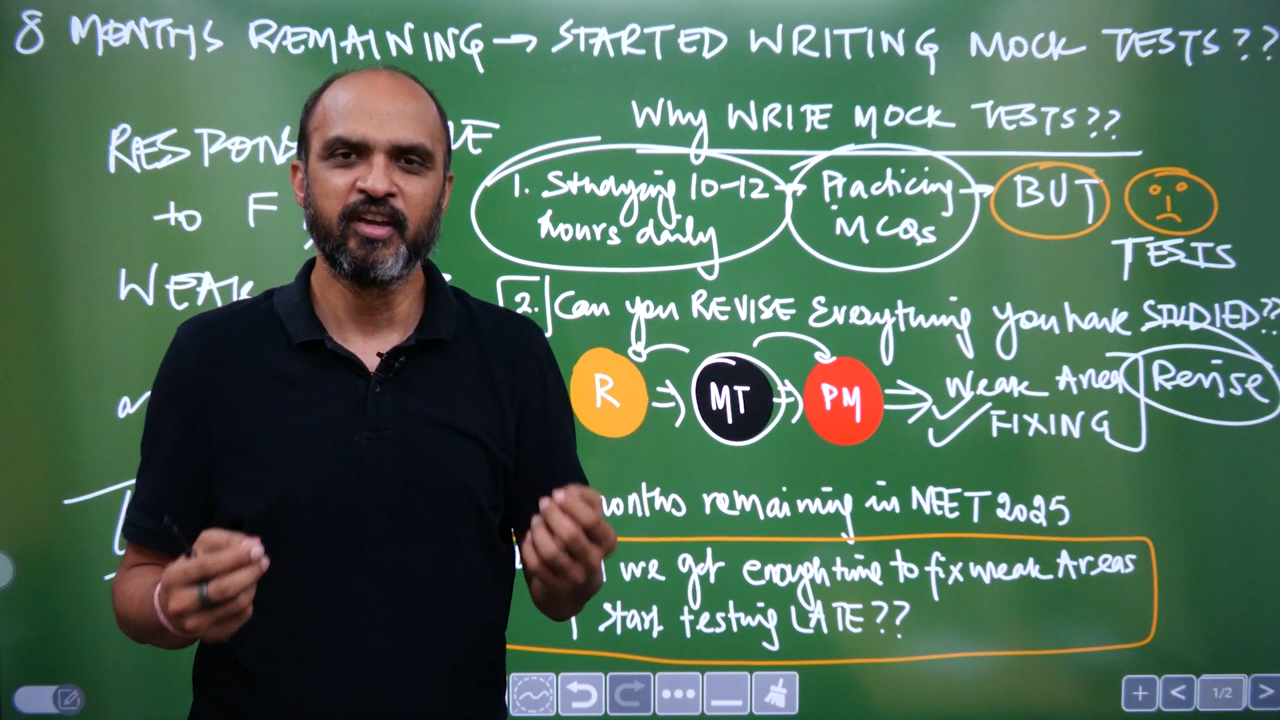 8 MONTHS REMAINING → STARTED WRITING MOCK TESTS??
Why WRITE MOCK TESTS??
RESPONS
to F
WEAK
1. Studying 10-12 hours daily → Practicing MCQs → BUT
TESTS
2. Can you REVISE Everything you have STUDIED??
R → MT → PM ⇒ Weak Area FIXING Revise
months remaining in NEET 2025
we get enough time to fix weak Areas
start testing LATE??
1/2